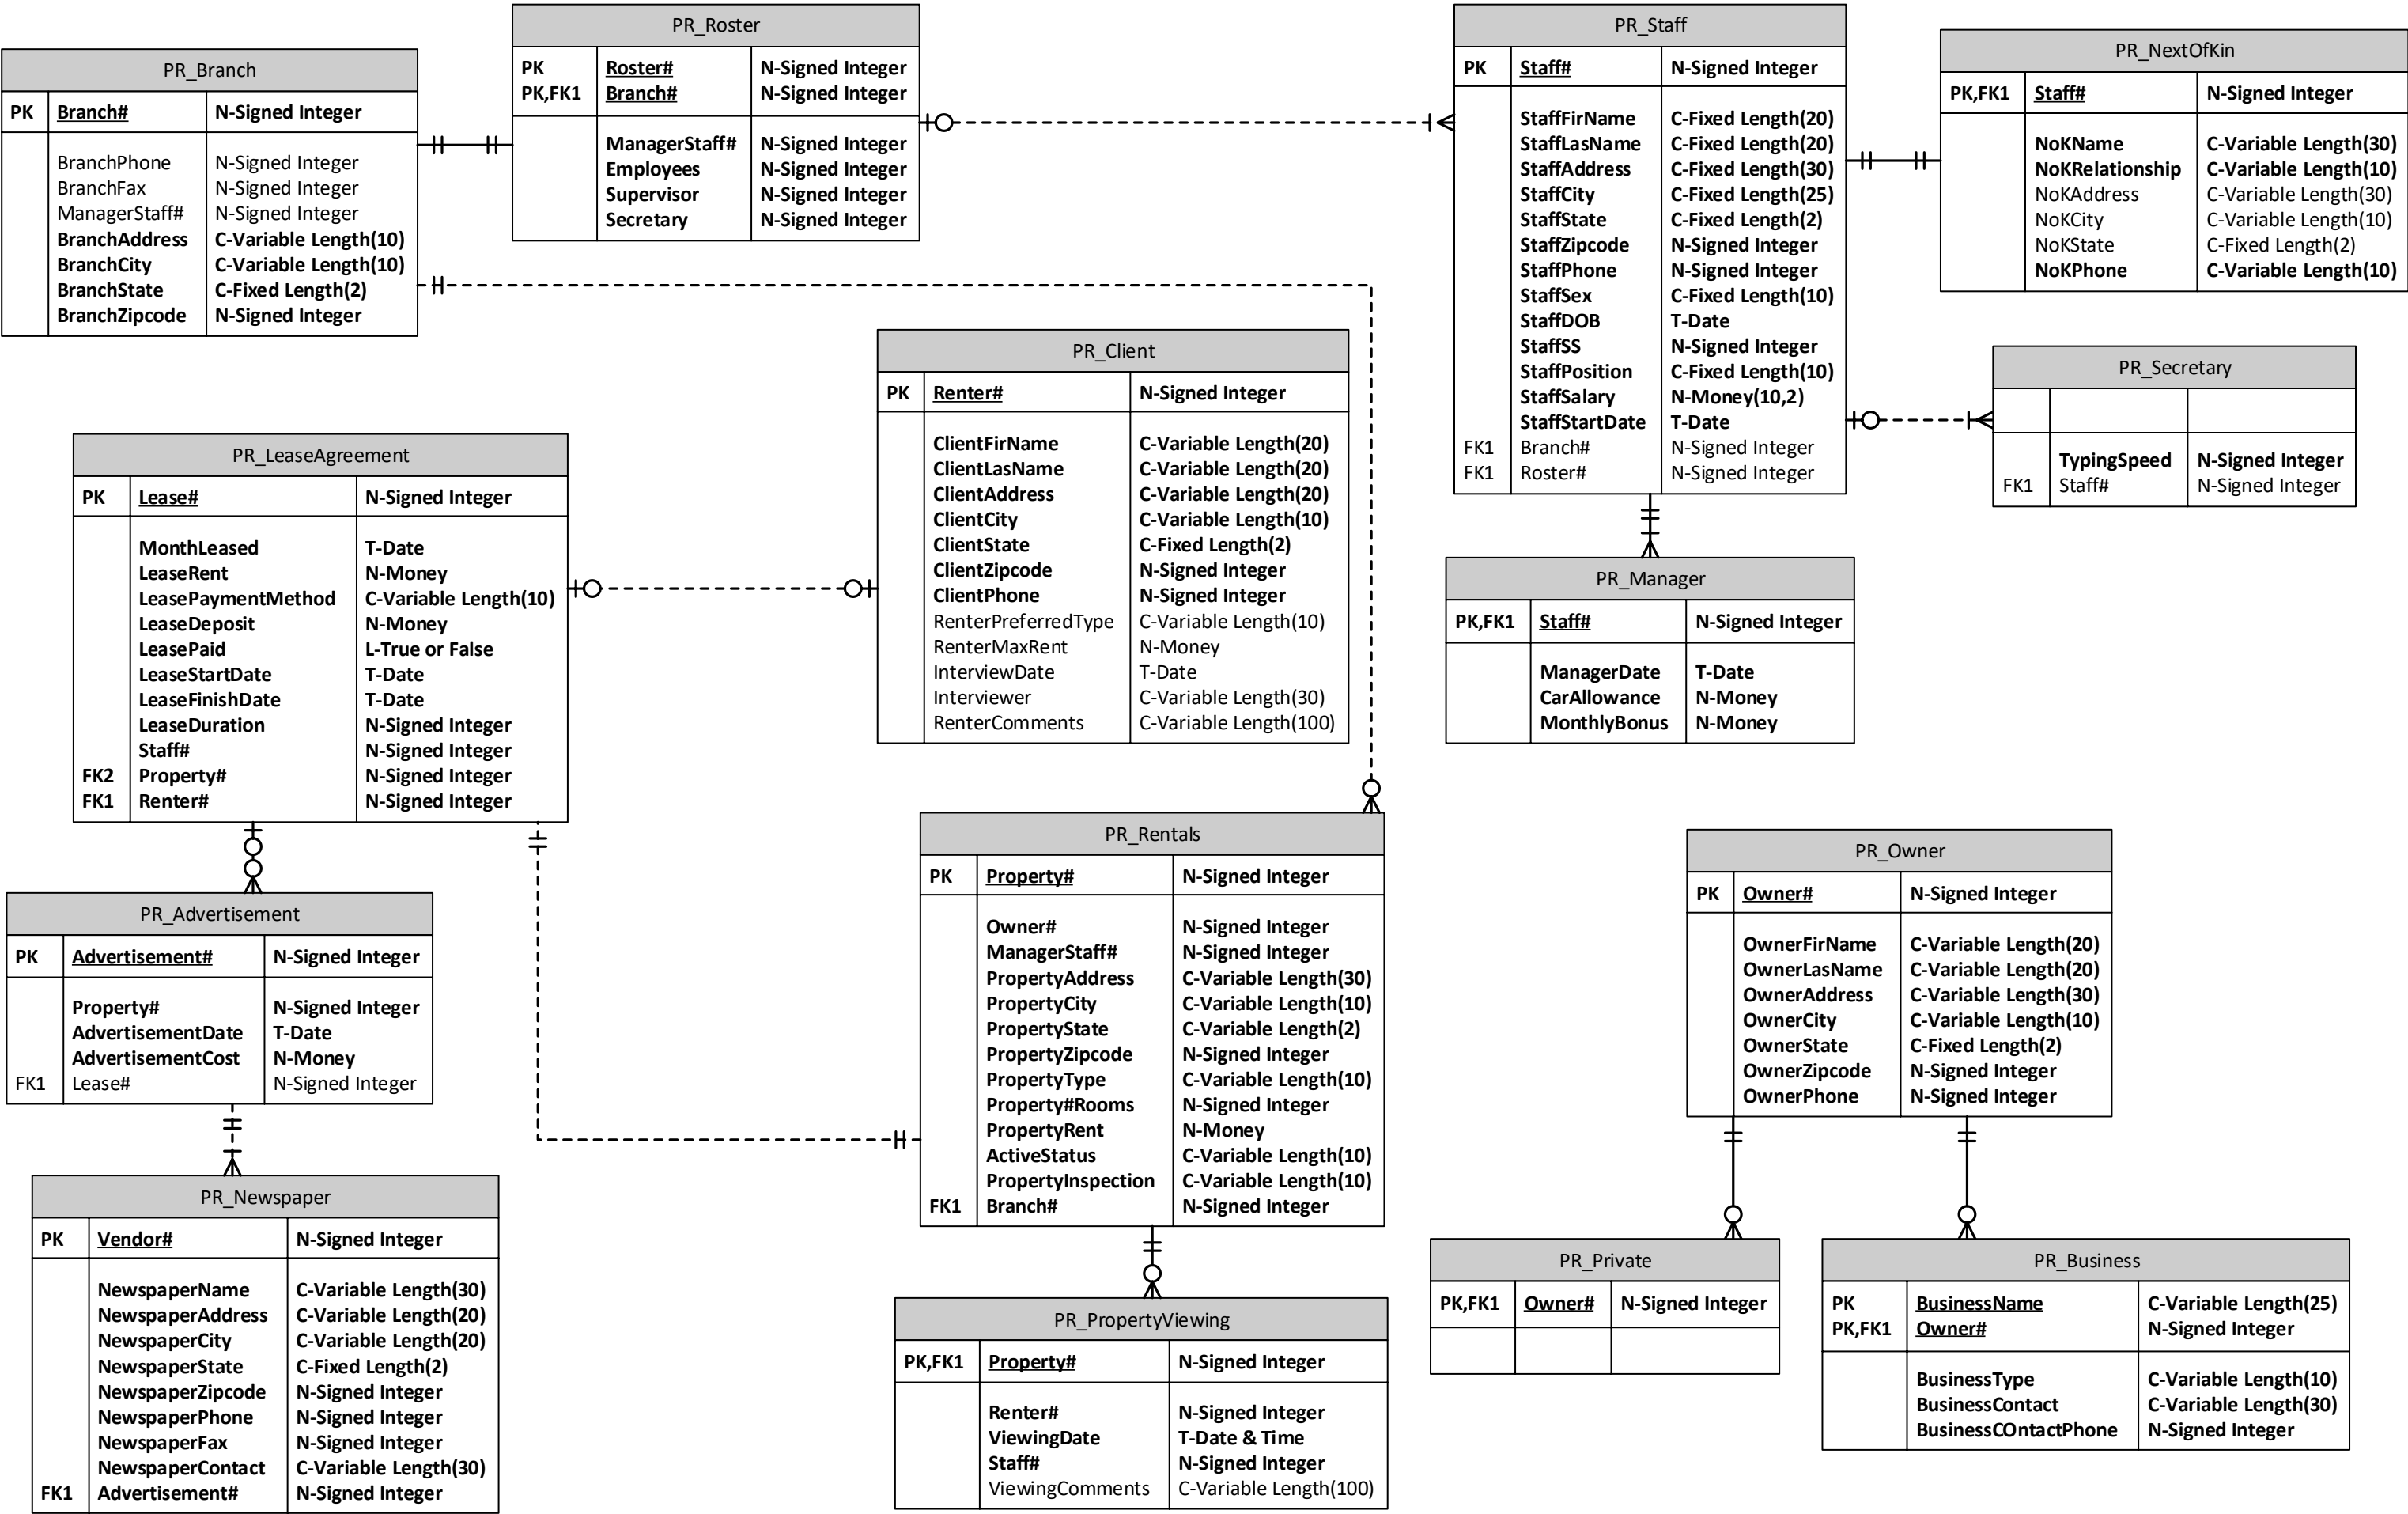 PR_Branch
PK Branch# N-Signed Integer
BranchPhone N-Signed Integer
BranchFax N-Signed Integer
ManagerStaff# N-Signed Integer
BranchAddress C-Variable Length(10)
BranchCity C-Variable Length(10)
BranchState C-Fixed Length(2)
BranchZipcode N-Signed Integer
PR_Roster
PK Roster# N-Signed Integer
PK,FK1 Branch# N-Signed Integer
ManagerStaff# N-Signed Integer
Employees N-Signed Integer
Supervisor N-Signed Integer
Secretary N-Signed Integer
PR_Staff
PK Staff# N-Signed Integer
StaffFirName C-Fixed Length(20)
StaffLasName C-Fixed Length(20)
StaffAddress C-Fixed Length(30)
StaffCity C-Fixed Length(25)
StaffState C-Fixed Length(2)
StaffZipcode N-Signed Integer
StaffPhone N-Signed Integer
StaffSex C-Fixed Length(10)
StaffDOB T-Date
StaffSS N-Signed Integer
StaffPosition C-Fixed Length(10)
StaffSalary N-Money(10,2)
StaffStartDate T-Date
FK1 Branch# N-Signed Integer
FK1 Roster# N-Signed Integer
PR_NextOfKin
PK,FK1 Staff# N-Signed Integer
NoKName C-Variable Length(30)
NoKRelationship C-Variable Length(10)
NoKAddress C-Variable Length(30)
NoKCity C-Variable Length(10)
NoKState C-Fixed Length(2)
NoKPhone C-Variable Length(10)
PR_Secretary
TypingSpeed N-Signed Integer
FK1 Staff# N-Signed Integer
PR_Client
PK Renter# N-Signed Integer
ClientFirName C-Variable Length(20)
ClientLasName C-Variable Length(20)
ClientAddress C-Variable Length(20)
ClientCity C-Variable Length(10)
ClientState C-Fixed Length(2)
ClientZipcode N-Signed Integer
ClientPhone N-Signed Integer
RenterPreferredType C-Variable Length(10)
RenterMaxRent N-Money
InterviewDate T-Date
Interviewer C-Variable Length(30)
RenterComments C-Variable Length(100)
PR_LeaseAgreement
PK Lease# N-Signed Integer
MonthLeased T-Date
LeaseRent N-Money
LeasePaymentMethod C-Variable Length(10)
LeaseDeposit N-Money
LeasePaid L-True or False
LeaseStartDate T-Date
LeaseFinishDate T-Date
LeaseDuration N-Signed Integer
Staff# N-Signed Integer
FK2 Property# N-Signed Integer
FK1 Renter# N-Signed Integer
PR_Manager
PK,FK1 Staff# N-Signed Integer
ManagerDate T-Date
CarAllowance N-Money
MonthlyBonus N-Money
PR_Advertisement
PK Advertisement# N-Signed Integer
Property# N-Signed Integer
AdvertisementDate T-Date
AdvertisementCost N-Money
FK1 Lease# N-Signed Integer
PR_Rentals
PK Property# N-Signed Integer
Owner# N-Signed Integer
ManagerStaff# N-Signed Integer
PropertyAddress C-Variable Length(30)
PropertyCity C-Variable Length(10)
PropertyState C-Variable Length(2)
PropertyZipcode N-Signed Integer
PropertyType C-Variable Length(10)
Property#Rooms N-Signed Integer
PropertyRent N-Money
ActiveStatus C-Variable Length(10)
PropertyInspection C-Variable Length(10)
FK1 Branch# N-Signed Integer
PR_Owner
PK Owner# N-Signed Integer
OwnerFirName C-Variable Length(20)
OwnerLasName C-Variable Length(20)
OwnerAddress C-Variable Length(30)
OwnerCity C-Variable Length(10)
OwnerState C-Fixed Length(2)
OwnerZipcode N-Signed Integer
OwnerPhone N-Signed Integer
PR_Newspaper
PK Vendor# N-Signed Integer
NewspaperName C-Variable Length(30)
NewspaperAddress C-Variable Length(20)
NewspaperCity C-Variable Length(20)
NewspaperState C-Fixed Length(2)
NewspaperZipcode N-Signed Integer
NewspaperPhone N-Signed Integer
NewspaperFax N-Signed Integer
NewspaperContact C-Variable Length(30)
FK1 Advertisement# N-Signed Integer
PR_PropertyViewing
PK,FK1 Property# N-Signed Integer
Renter# N-Signed Integer
ViewingDate T-Date & Time
Staff# N-Signed Integer
ViewingComments C-Variable Length(100)
PR_Private
PK,FK1 Owner# N-Signed Integer
PR_Business
PK BusinessName C-Variable Length(25)
PK,FK1 Owner# N-Signed Integer
BusinessType C-Variable Length(10)
BusinessContact C-Variable Length(30)
BusinessCOntactPhone N-Signed Integer